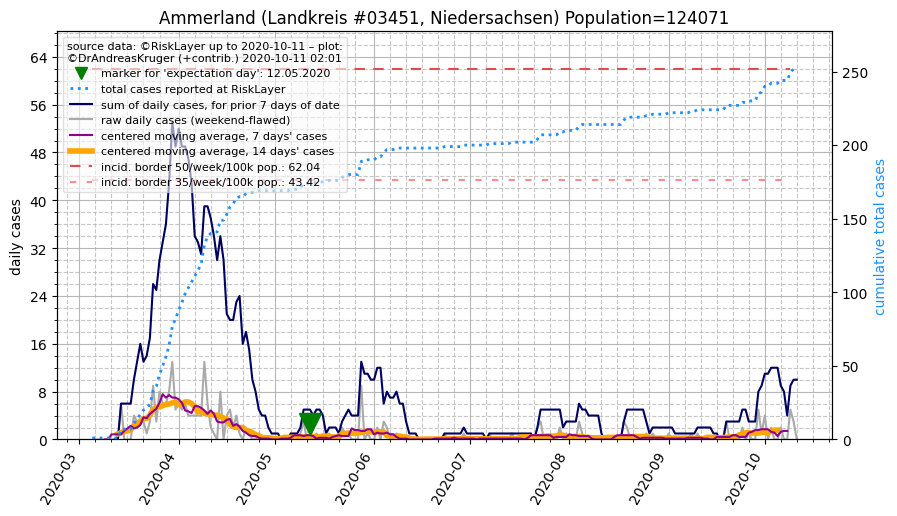 Ammerland (Landkreis #03451, Niedersachsen) Population=124071
source data: ©RiskLayer up to 2020-10-11 – plot:
©DrAndreasKruger (+contrib.) 2020-10-11 02:01
marker for 'expectation day': 12.05.2020
total cases reported at RiskLayer
sum of daily cases, for prior 7 days of date
raw daily cases (weekend-flawed)
centered moving average, 7 days' cases
centered moving average, 14 days' cases
incid. border 50/week/100k pop.: 62.04
incid. border 35/week/100k pop.: 43.42
daily cases
64
56
48
40
32
24
16
8
0
cumulative total cases
250
200
150
100
50
0
2020-03
2020-04
2020-05
2020-06
2020-07
2020-08
2020-09
2020-10